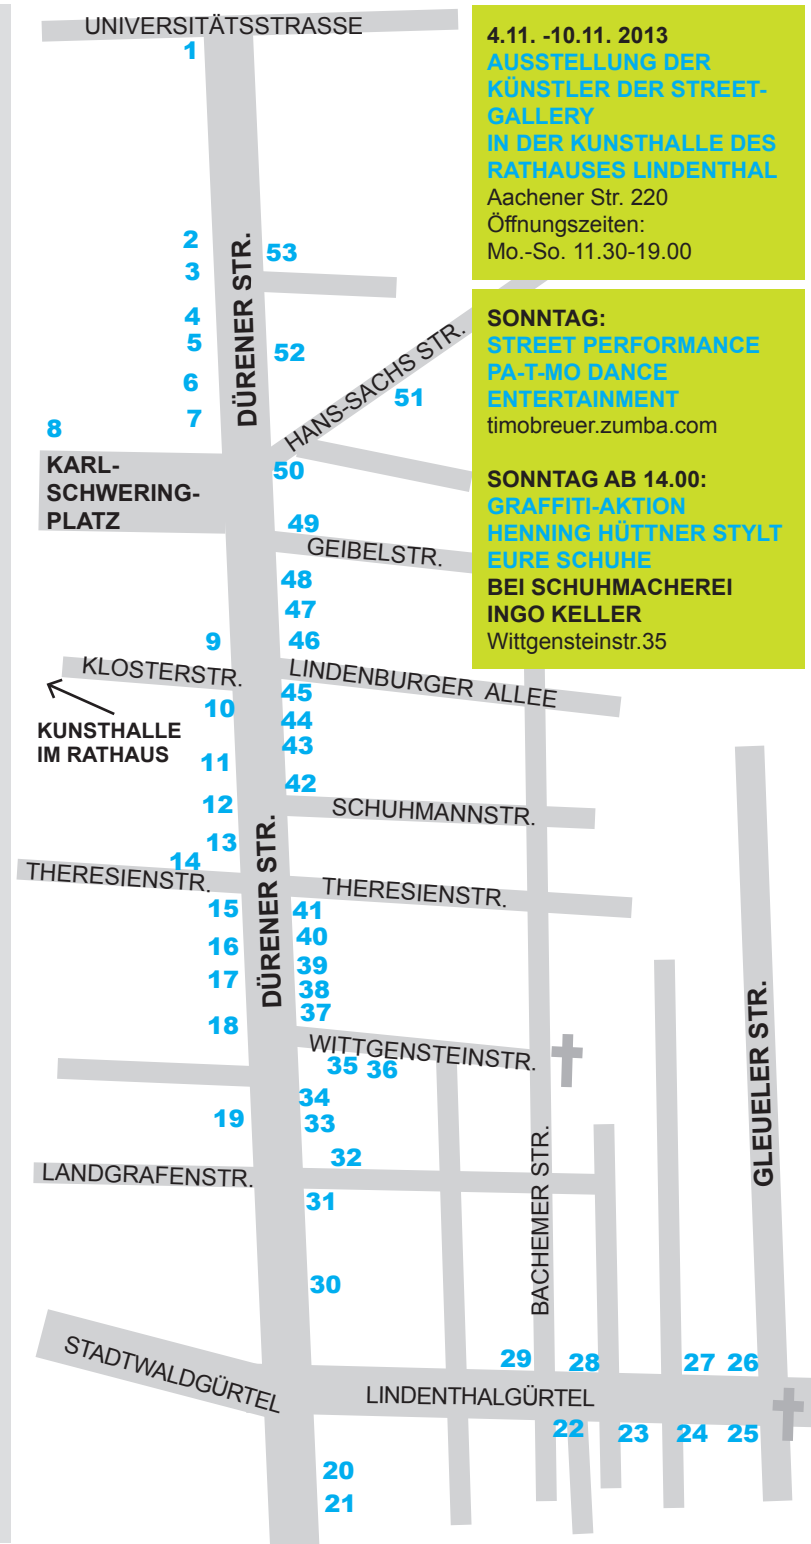 UNIVERSITÄTSSTRASSE
1
4.11. -10.11. 2013
AUSSTELLUNG DER
KÜNSTLER DER STREET-
GALLERY
IN DER KUNSTHALLE DES
RATHAUSES LINDENTHAL
Aachener Str. 220
Öffnungszeiten:
Mo.-So. 11.30-19.00
SONNTAG:
STREET PERFORMANCE
PA-T-MO DANCE
ENTERTAINMENT
timobreuer.zumba.com
SONNTAG AB 14.00:
GRAFFITI-AKTION
HENNING HÜTTNER STYLT
EURE SCHUHE
BEI SCHUHMACHEREI
INGO KELLER
Wittgensteinstr.35
2
53
3
DÜRENER STR.
4
5
52
6
HANS-SACHS STR.
51
7
8
KARL-
SCHWERING-
PLATZ
50
49
GEIBELSTR.
48
47
9
46
KLOSTERSTR.
LINDENBURGER ALLEE
45
10
44
KUNSTHALLE
IM RATHAUS
43
11
42
12
SCHUHMANNSTR.
13
14
THERESIENSTR.
THERESIENSTR.
DÜRENER STR.
15
41
16
40
39
17
38
37
18
WITTGENSTEINSTR.
35
36
GLEUELER STR.
34
19
33
32
LANDGRAFENSTR.
31
BACHEMER STR.
30
STADTWALDGÜRTEL
29
28
27
26
LINDENTHALGÜRTEL
22
23
24
25
20
21